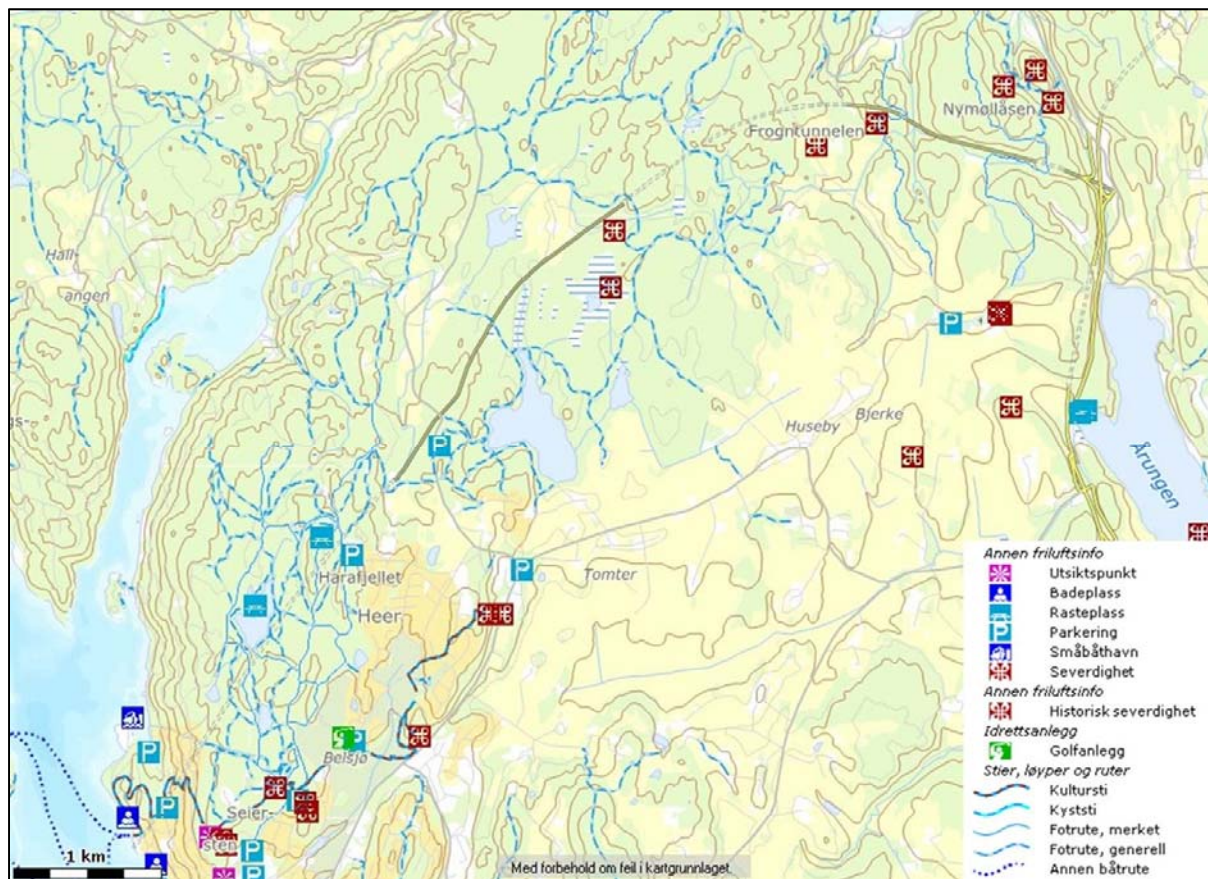 Nymøllåsen
Frogntunnelen
Hall-
angen
gs-
Bjerke
Huseby
Årungen
Tomter
Harafjellet
Heer
Belsjø
Seier-
sten
1 km
Med forbehold om feil i kartgrunnlaget.
Annen friluftsinfo
Utsiktspunkt
Badeplass
Rasteplass
P Parkering
Småbåthavn
Severdighet
Annen friluftsinfo
Historisk severdighet
Idrettsanlegg
Golfanlegg
Stier, løyper og ruter
Kultursti
Kyststi
Fotrute, merket
Fotrute, generell
Annen båtrute